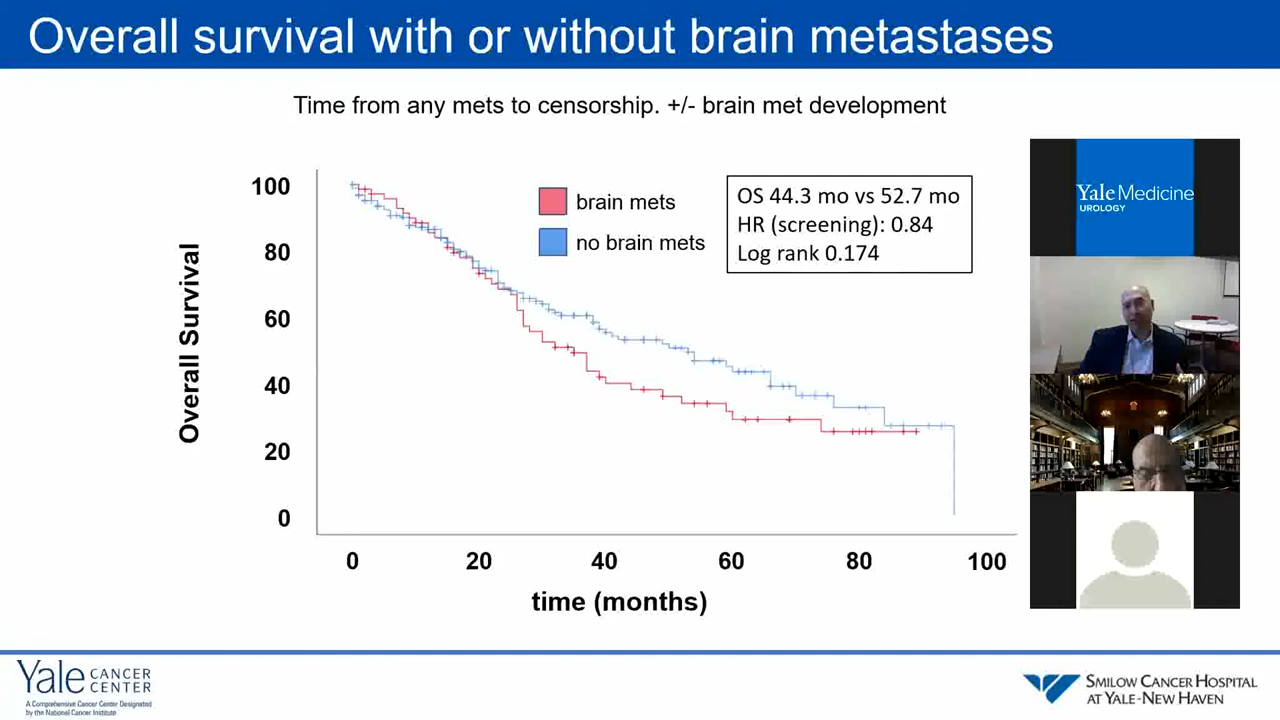 Overall survival with or without brain metastases
Time from any mets to censorship. +/- brain met development
Overall Survival
100
80
60
40
20
0
brain mets
no brain mets
OS 44.3 mo vs 52.7 mo
HR (screening): 0.84
Log rank 0.174
0 20 40 60 80 100
time (months)
Yale Medicine
UROLOGY
Yale CANCER
CENTER
A Comprehensive Cancer Center Designated
by the National Cancer Institute
SMILOW CANCER HOSPITAL
AT YALE-NEW HAVEN